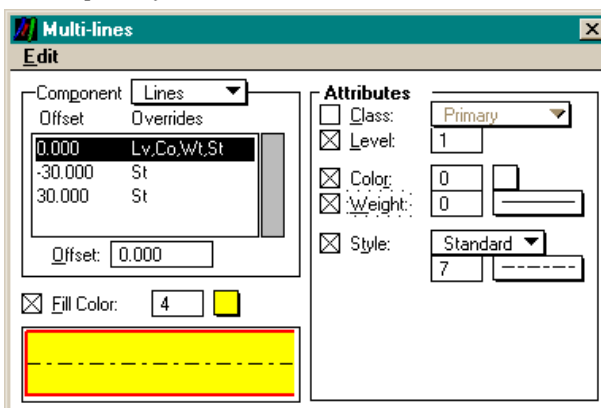 Multi-lines
Edit
Component Lines
Offset Overrides
0.000 Lv,Co,Wt,St
-30.000 St
30.000 St
Offset: 0.000
Fill Color: 4
Attributes
Class: Primary
Level: 1
Color: 0
Weight: 0
Style: Standard
7